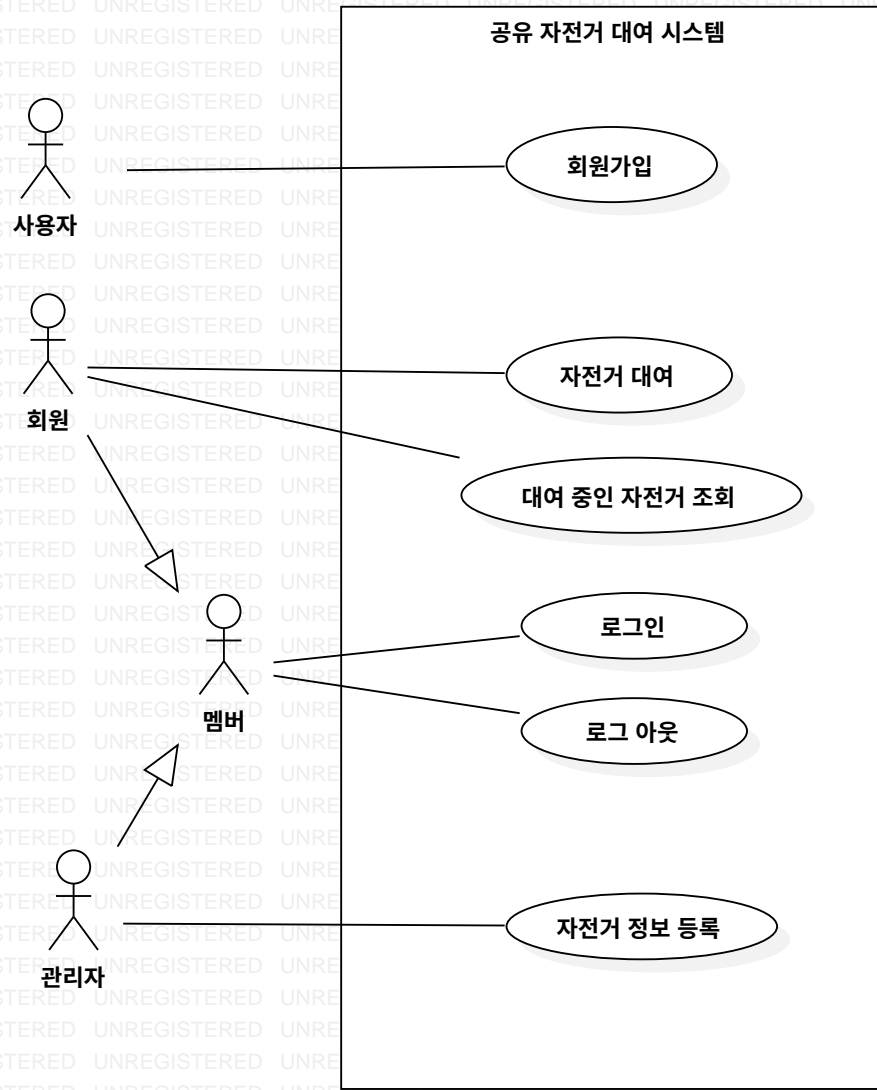 공유 자전거 대여 시스템
사용자
회원가입
회원
자전거 대여
대여 중인 자전거 조회
멤버
로그인
로그 아웃
관리자
자전거 정보 등록
UNREGISTERED